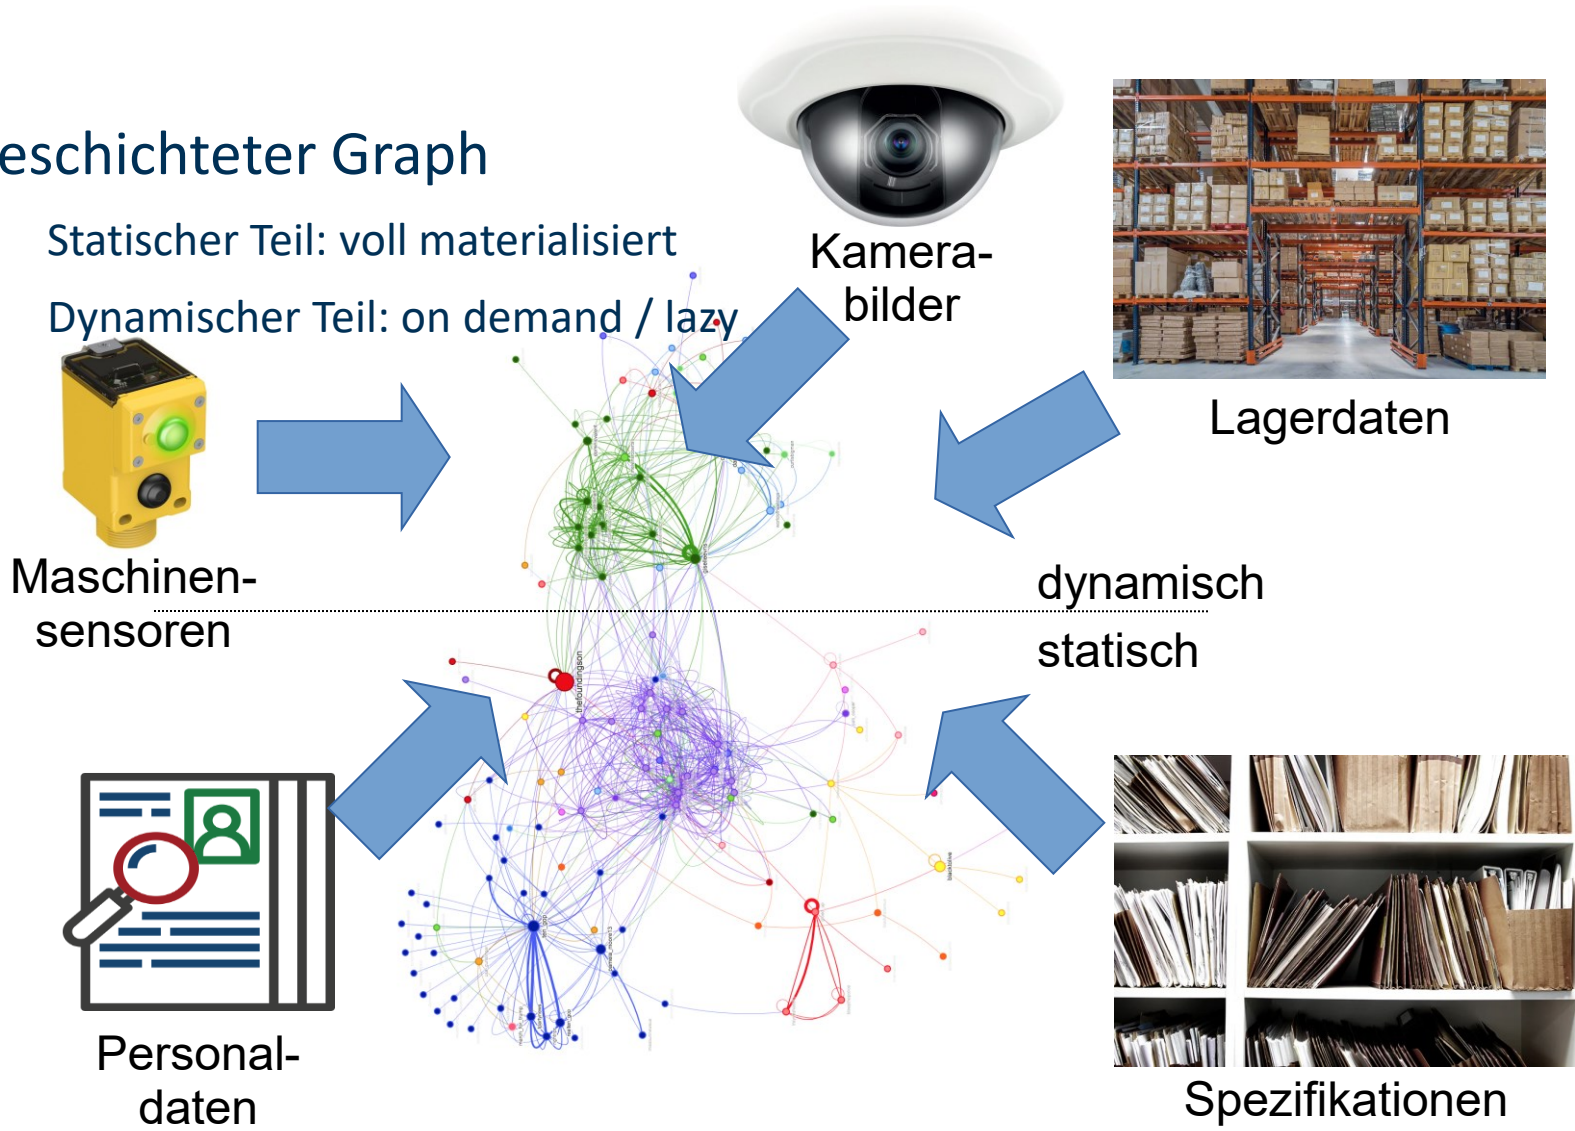 eschichteter Graph
Statischer Teil: voll materialisiert
Dynamischer Teil: on demand / lazy
Kamera-
bilder
Lagerdaten
Maschinen-
sensoren
dynamisch
statisch
thefoundingson
Personal-
daten
Spezifikationen